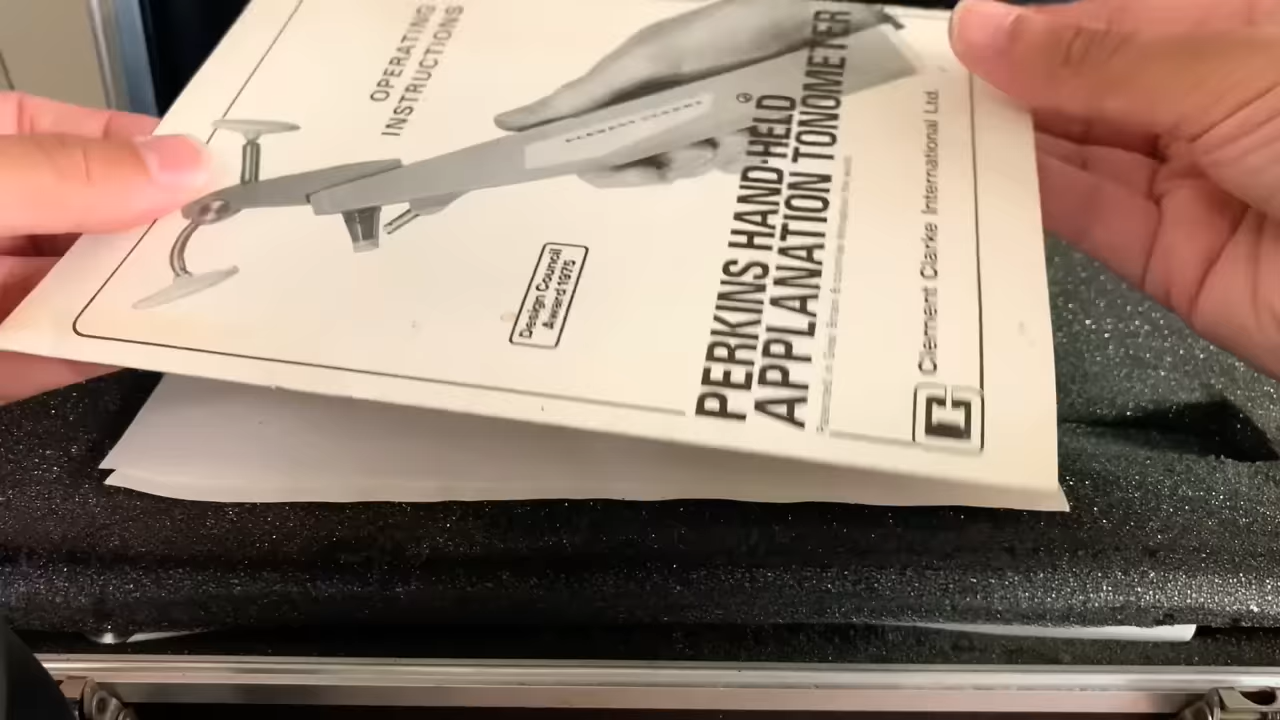 OPERATING
INSTRUCTIONS
Design Council
Award 1975
PERKINS HAND-HELD
APPLANATION TONOMETER
Clement Clarke International Ltd.